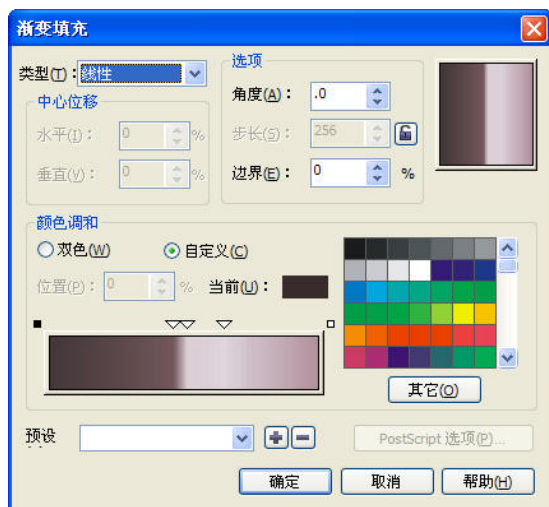 渐变填充
类型(T)：线性
选项
角度(A)：.0
中心位移
水平(I)：0 %
步长(S)：256
垂直(V)：0 %
边界(E)：0 %
颜色调和
双色(W) 自定义(C)
位置(P)：0 % 当前(U)：
其它(O)
预设
PostScript 选项(P)...
确定 取消 帮助(H)